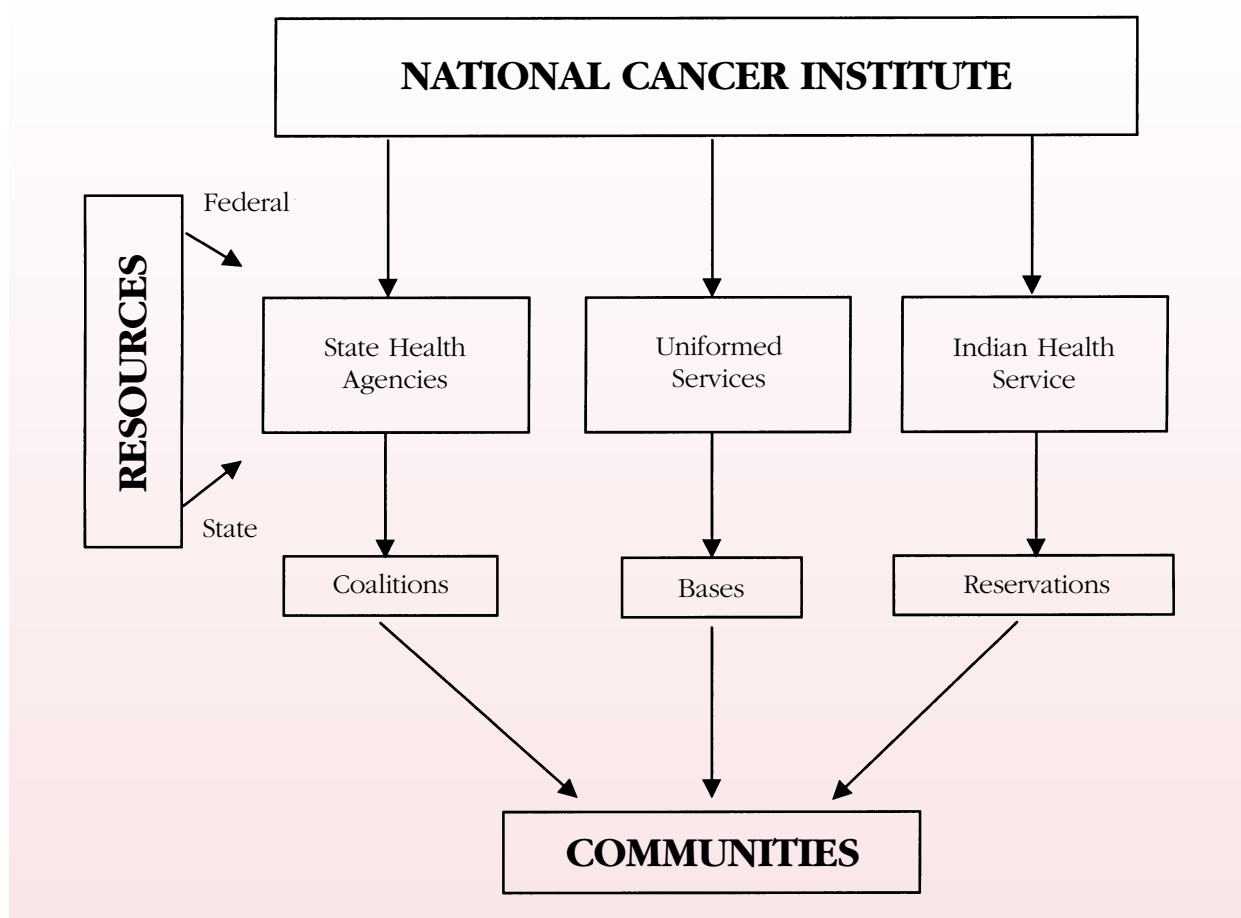 NATIONAL CANCER INSTITUTE
Federal
RESOURCES
State
State Health
Agencies
Uniformed
Services
Indian Health
Service
Coalitions
Bases
Reservations
COMMUNITIES